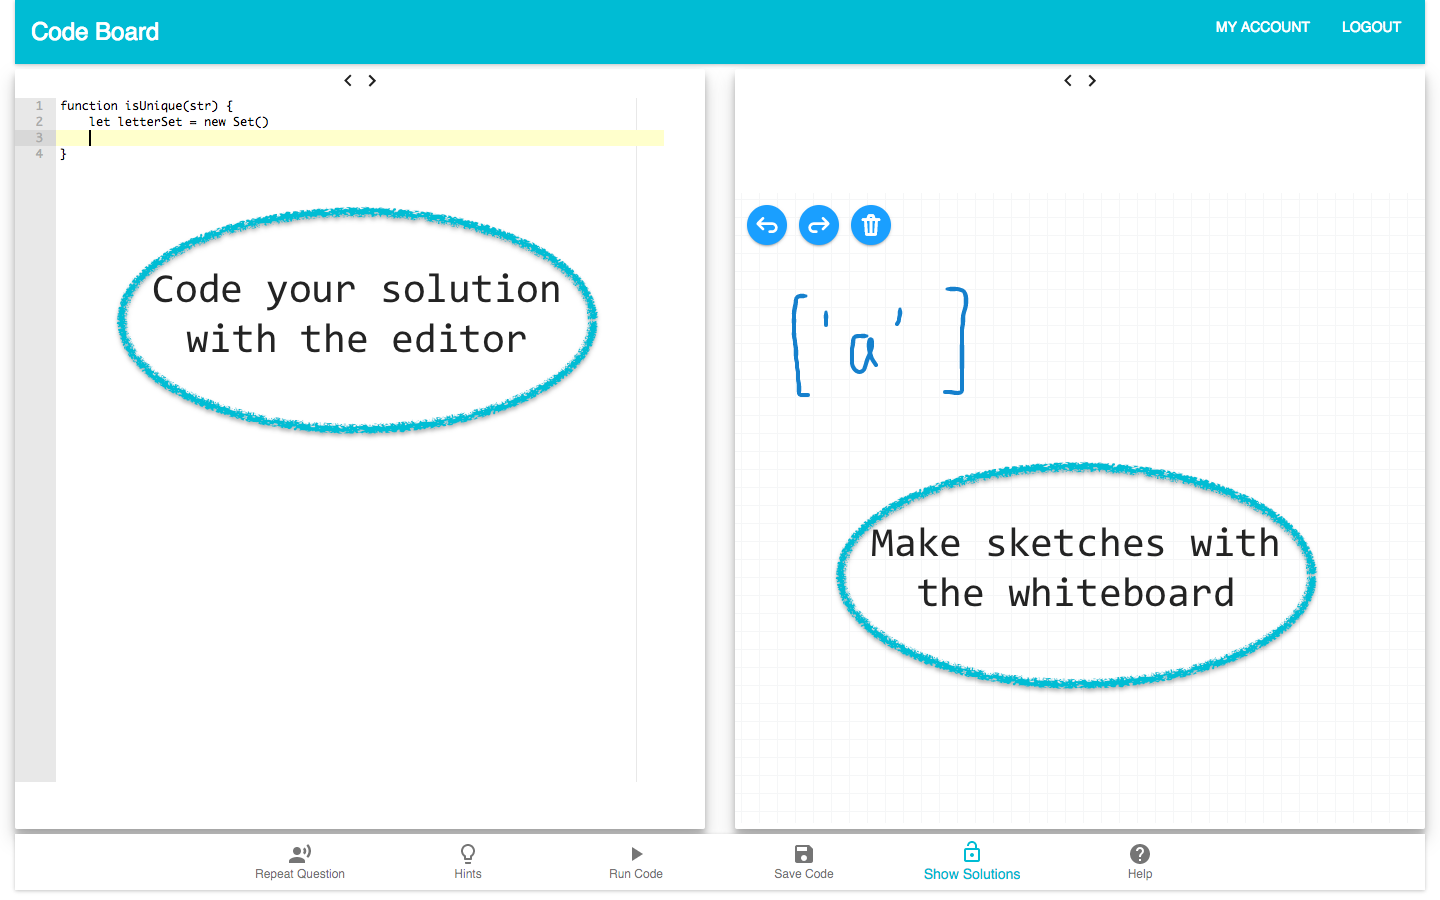 Code Board
MY ACCOUNT
LOGOUT
< >
1 function isUnique(str) {
2 let letterSet = new Set()
3
4 }
Code your solution
with the editor
< >
['a']
Make sketches with
the whiteboard
Repeat Question
Hints
Run Code
Save Code
Show Solutions
Help